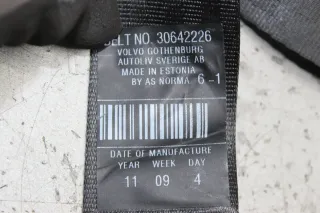 BELT NO. 30642226
VOLVO GOTHENBURG
AUTOLIV SVERIGE AB
MADE IN ESTONIA
BY AS NORMA 6-1
DATE OF MANUFACTURE
YEAR WEEK DAY
11 09 4